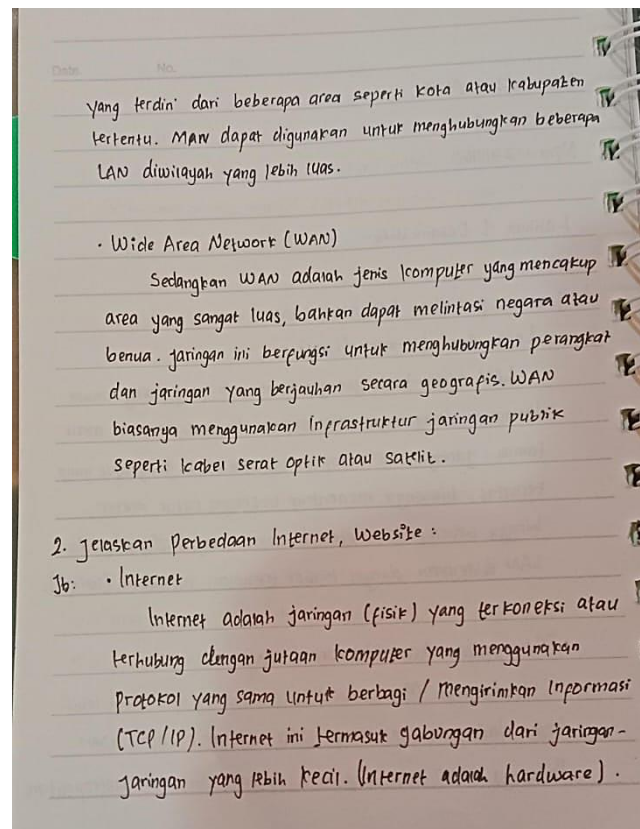 Date No.
yang terdiri dari beberapa area seperti kota atau kabupaten
tertentu. MAN dapat digunakan untuk menghubungkan beberapa
LAN diwilayah yang lebih luas.
• Wide Area Network (WAN)
Sedangkan WAN adalah jenis komputer yang mencakup
area yang sangat luas, bahkan dapat melintasi negara atau
benua. jaringan ini berfungsi untuk menghubungkan perangkat
dan jaringan yang berjauhan secara geografis. WAN
biasanya menggunakan infrastruktur jaringan publik
seperti kabel serat optik atau satelit.
2. Jelaskan Perbedaan Internet, Website :
Jb: • Internet
Internet adalah jaringan (fisik) yang terkoneksi atau
terhubung dengan jutaan komputer yang menggunakan
Protokol yang sama untuk berbagi / mengirimkan Informasi
(TCP/IP). Internet ini termasuk gabungan dari jaringan-
jaringan yang lebih kecil. (Internet adalah hardware).